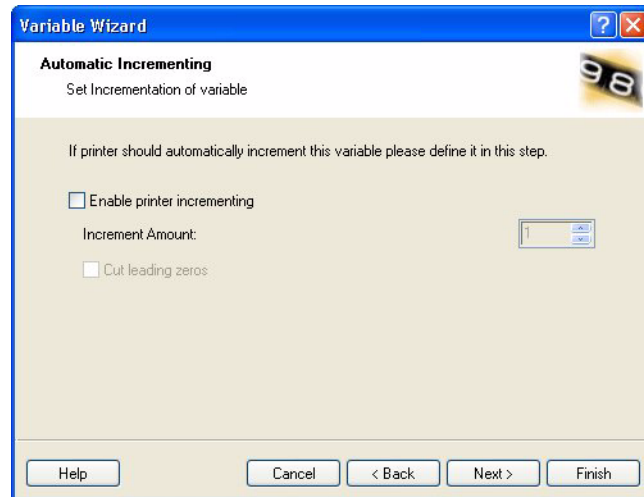 Variable Wizard
Automatic Incrementing
Set Incrementation of variable
98
If printer should automatically increment this variable please define it in this step.
Enable printer incrementing
Increment Amount: 1
Cut leading zeros
Help Cancel < Back Next > Finish